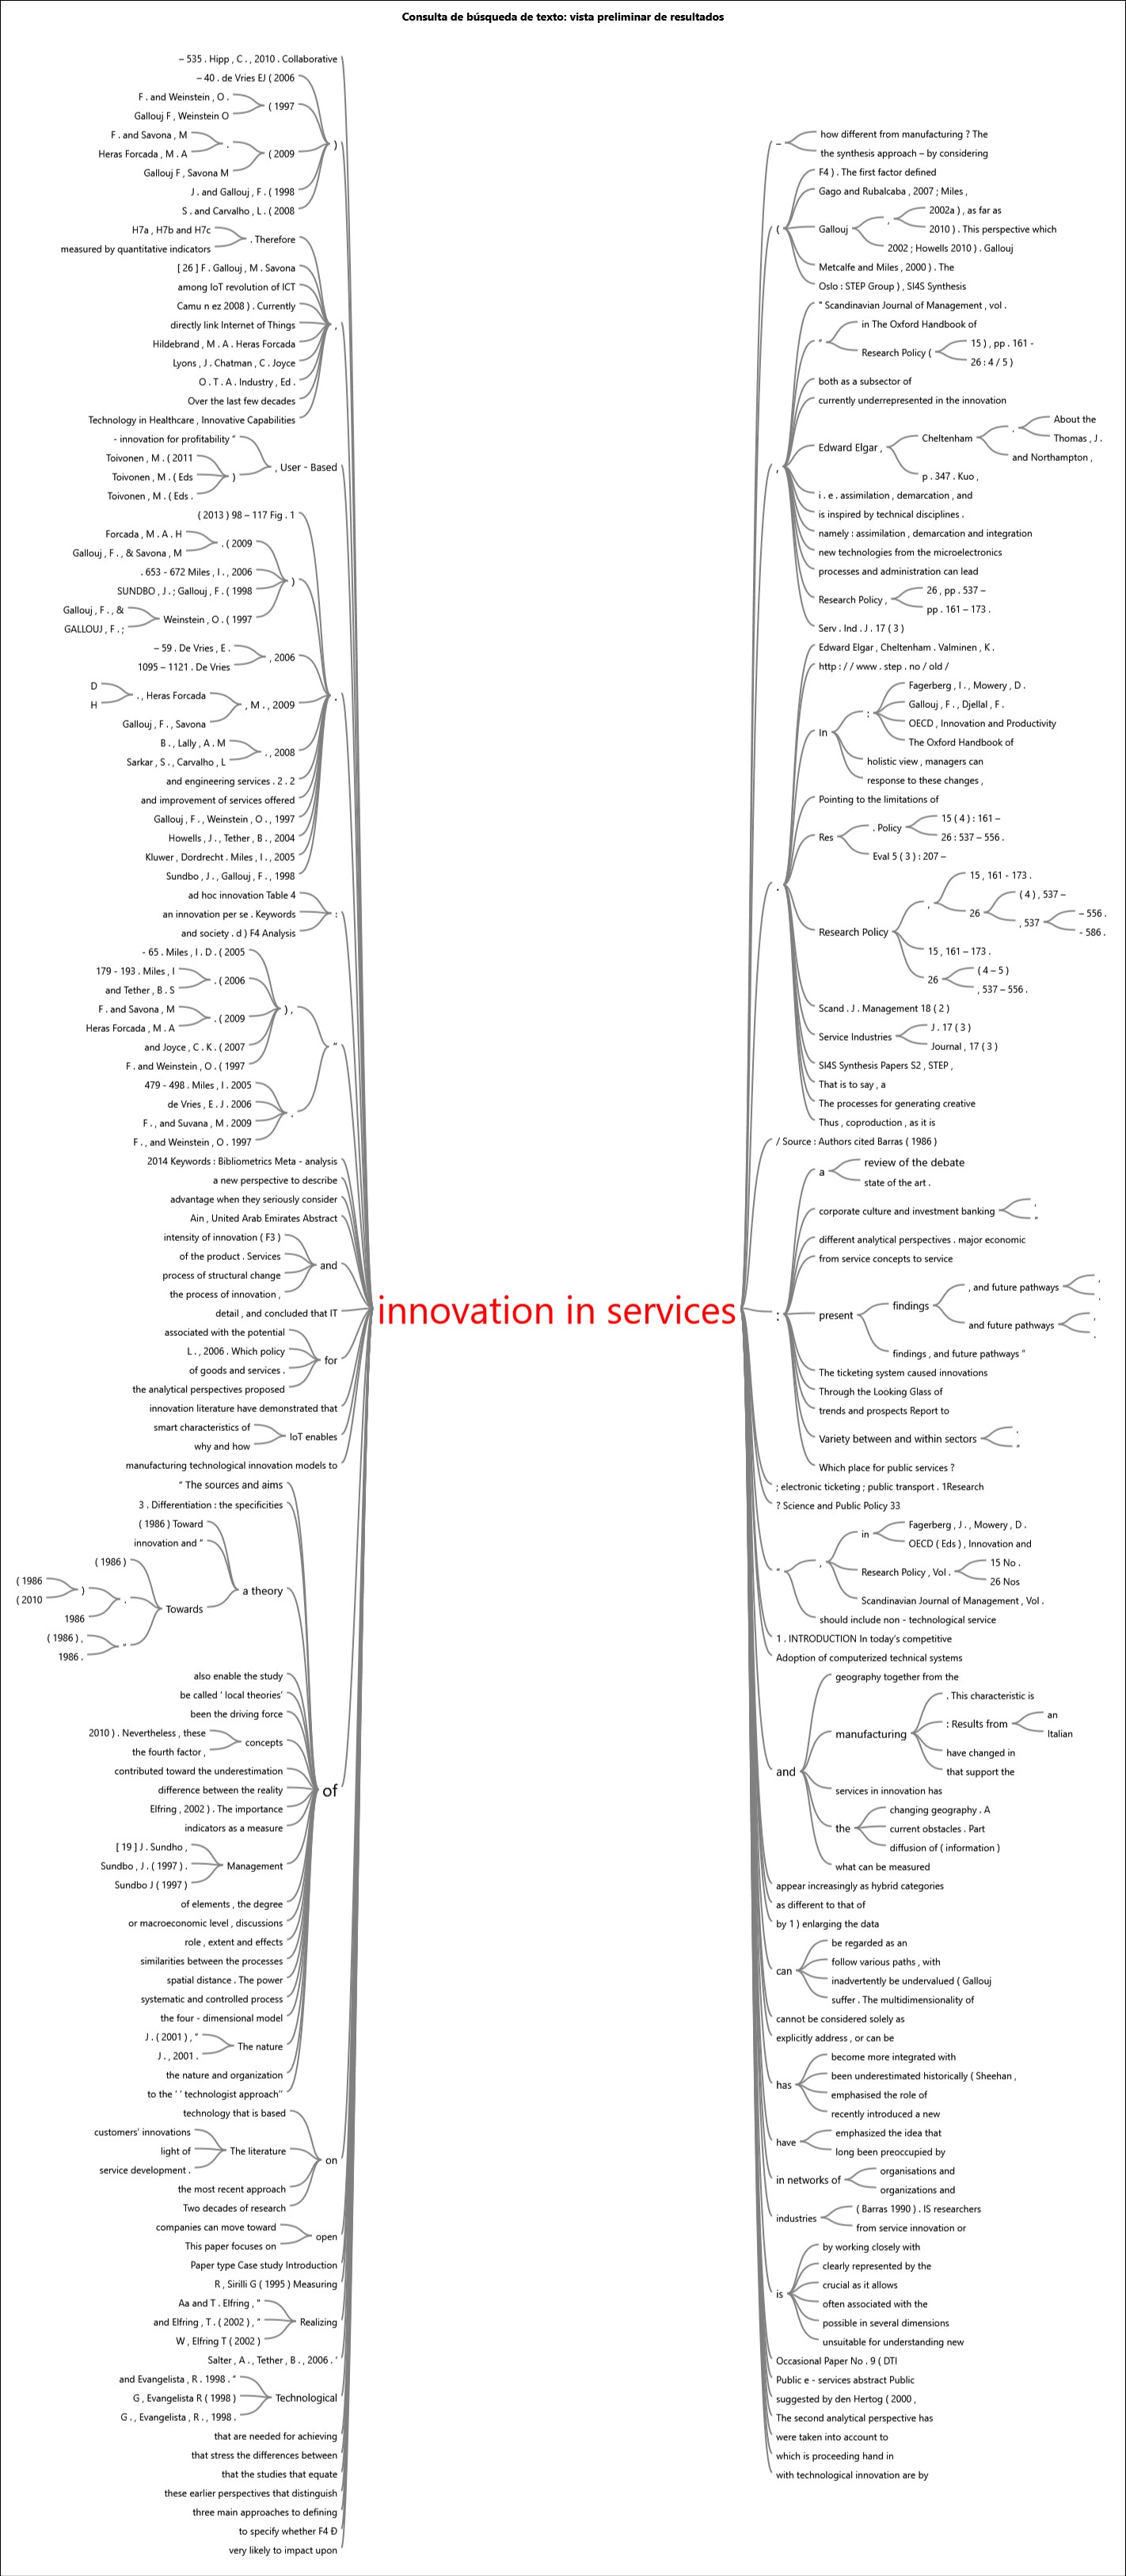 Consulta de búsqueda de texto: vista preliminar de resultados
– 535 . Hipp , C . , 2010 . Collaborative
– 40 . de Vries EJ ( 2006
F . and Weinstein , O .
Gallouj F , Weinstein O
( 1997
F . and Savona , M
Heras Forcada , M . A
.
Gallouj F , Savona M
( 2009
J . and Gallouj , F . ( 1998
S . and Carvalho , L . ( 2008
)
H7a , H7b and H7c
measured by quantitative indicators
. Therefore
[ 26 ] F . Gallouj , M . Savona
among IoT revolution of ICT
Camu n ez 2008 ) . Currently
directly link Internet of Things
Hildebrand , M . A . Heras Forcada
Lyons , J . Chatman , C . Joyce
O . T . A . Industry , Ed .
Over the last few decades
Technology in Healthcare , Innovative Capabilities
,
- innovation for profitability "
Toivonen , M . ( 2011
Toivonen , M . ( Eds
Toivonen , M . ( Eds .
)
, User - Based
( 2013 ) 98 – 117 Fig . 1
Forcada , M . A . H
Gallouj , F . , & Savona , M
. ( 2009
. 653 - 672 Miles , I . , 2006
SUNDBO , J . ; Gallouj , F . ( 1998
Gallouj , F . , &
GALLOUJ , F . ;
Weinstein , O . ( 1997
)
– 59 . De Vries , E .
1095 – 1121 . De Vries
, 2006
D
H
. , Heras Forcada
Gallouj , F . , Savona
, M . , 2009
B . , Lally , A . M
Sarkar , S . , Carvalho , L
. , 2008
and engineering services . 2 . 2
and improvement of services offered
Gallouj , F . , Weinstein , O . , 1997
Howells , J . , Tether , B . , 2004
Kluwer , Dordrecht . Miles , I . , 2005
Sundbo , J . , Gallouj , F . , 1998
.
ad hoc innovation Table 4
an innovation per se . Keywords
and society . d ) F4 Analysis
:
- 65 . Miles , I . D . ( 2005
179 - 193 . Miles , I
and Tether , B . S
. ( 2006
F . and Savona , M
Heras Forcada , M . A
. ( 2009
and Joyce , C . K . ( 2007
F . and Weinstein , O . ( 1997
) ,
479 - 498 . Miles , I . 2005
de Vries , E . J . 2006
F . , and Suvana , M . 2009
F . , and Weinstein , O . 1997
.
"
2014 Keywords : Bibliometrics Meta - analysis
a new perspective to describe
advantage when they seriously consider
Ain , United Arab Emirates Abstract
intensity of innovation ( F3 )
of the product . Services
process of structural change
the process of innovation ,
and
detail , and concluded that IT
associated with the potential
L . , 2006 . Which policy
of goods and services .
the analytical perspectives proposed
for
innovation literature have demonstrated that
smart characteristics of
why and how
IoT enables
manufacturing technological innovation models to
" The sources and aims
3 . Differentiation : the specificities
( 1986 ) Toward
innovation and "
( 1986 )
( 1986
( 2010
)
1986
.
( 1986 ) ,
1986 .
"
Towards
a theory
also enable the study
be called ' local theories'
been the driving force
2010 ) . Nevertheless , these
the fourth factor ,
concepts
contributed toward the underestimation
difference between the reality
Elfring , 2002 ) . The importance
indicators as a measure
[ 19 ] J . Sundho ,
Sundbo , J . ( 1997 ) .
Sundbo J ( 1997 )
Management
of elements , the degree
or macroeconomic level , discussions
role , extent and effects
similarities between the processes
spatial distance . The power
systematic and controlled process
the four - dimensional model
J . ( 2001 ) , "
J . , 2001 .
The nature
the nature and organization
to the ' ' technologist approach"
of
technology that is based
customers' innovations
light of
service development .
The literature
the most recent approach
Two decades of research
on
companies can move toward
This paper focuses on
open
Paper type Case study Introduction
R , Sirilli G ( 1995 ) Measuring
Aa and T . Elfring , "
and Elfring , T . ( 2002 ) , "
W , Elfring T ( 2002 )
Realizing
Salter , A . , Tether , B . , 2006 . '
and Evangelista , R . 1998 . "
G , Evangelista R ( 1998 )
G . , Evangelista , R . , 1998 .
Technological
that are needed for achieving
that stress the differences between
that the studies that equate
these earlier perspectives that distinguish
three main approaches to defining
to specify whether F4 Ð
very likely to impact upon
innovation in services
–
how different from manufacturing ? The
the synthesis approach – by considering
(
F4 ) . The first factor defined
Gago and Rubalcaba , 2007 ; Miles ,
Gallouj
,
2002a ) , as far as
2010 ) . This perspective which
2002 ; Howells 2010 ) . Gallouj
Metcalfe and Miles , 2000 ) . The
Oslo : STEP Group ) , SI4S Synthesis
,
" Scandinavian Journal of Management , vol .
"
in The Oxford Handbook of
Research Policy (
15 ) , pp . 161 -
26 : 4 / 5 )
both as a subsector of
currently underrepresented in the innovation
Edward Elgar ,
Cheltenham
.
About the
Thomas , J .
and Northampton ,
p . 347 . Kuo ,
i . e . assimilation , demarcation , and
is inspired by technical disciplines .
namely : assimilation , demarcation and integration
new technologies from the microelectronics
processes and administration can lead
Research Policy ,
26 , pp . 537 –
pp . 161 – 173 .
Serv . Ind . J . 17 ( 3 )
.
Edward Elgar , Cheltenham . Valminen , K .
http : / / www . step . no / old /
In
:
Fagerberg , I . , Mowery , D .
Gallouj , F . , Djellal , F .
OECD , Innovation and Productivity
The Oxford Handbook of
holistic view , managers can
response to these changes ,
Pointing to the limitations of
Res
. Policy
15 ( 4 ) : 161 –
26 : 537 – 556 .
Eval 5 ( 3 ) : 207 –
Research Policy
,
15 , 161 - 173 .
26
( 4 ) , 537 –
, 537
– 556 .
- 586 .
15 , 161 – 173 .
26
( 4 – 5 )
, 537 – 556 .
Scand . J . Management 18 ( 2 )
Service Industries
J . 17 ( 3 )
Journal , 17 ( 3 )
SI4S Synthesis Papers S2 , STEP ,
That is to say , a
The processes for generating creative
Thus , coproduction , as it is
/ Source : Authors cited Barras ( 1986 )
:
a
review of the debate
state of the art .
corporate culture and investment banking
,
"
different analytical perspectives . major economic
from service concepts to service
present
findings
, and future pathways
,
.
and future pathways
,
.
findings , and future pathways "
The ticketing system caused innovations
Through the Looking Glass of
trends and prospects Report to
Variety between and within sectors
.
"
Which place for public services ?
; electronic ticketing ; public transport . 1Research
? Science and Public Policy 33
"
,
in
Fagerberg , J . , Mowery , D .
OECD ( Eds ) , Innovation and
Research Policy , Vol .
15 No .
26 Nos
Scandinavian Journal of Management , Vol .
should include non - technological service
1 . INTRODUCTION In today's competitive
Adoption of computerized technical systems
and
geography together from the
manufacturing
. This characteristic is
: Results from
an
Italian
have changed in
that support the
services in innovation has
the
changing geography . A
current obstacles . Part
diffusion of ( information )
what can be measured
appear increasingly as hybrid categories
as different to that of
by 1 ) enlarging the data
can
be regarded as an
follow various paths , with
inadvertently be undervalued ( Gallouj
suffer . The multidimensionality of
cannot be considered solely as
explicitly address , or can be
has
become more integrated with
been underestimated historically ( Sheehan ,
emphasised the role of
recently introduced a new
have
emphasized the idea that
long been preoccupied by
in networks of
organisations and
organizations and
industries
( Barras 1990 ) . IS researchers
from service innovation or
is
by working closely with
clearly represented by the
crucial as it allows
often associated with the
possible in several dimensions
unsuitable for understanding new
Occasional Paper No . 9 ( DTI
Public e - services abstract Public
suggested by den Hertog ( 2000 ,
The second analytical perspective has
were taken into account to
which is proceeding hand in
with technological innovation are by